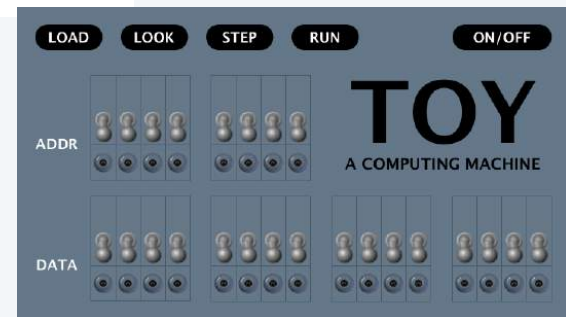 LOAD LOOK STEP RUN ON/OFF
TOY
ADDR
A COMPUTING MACHINE
DATA